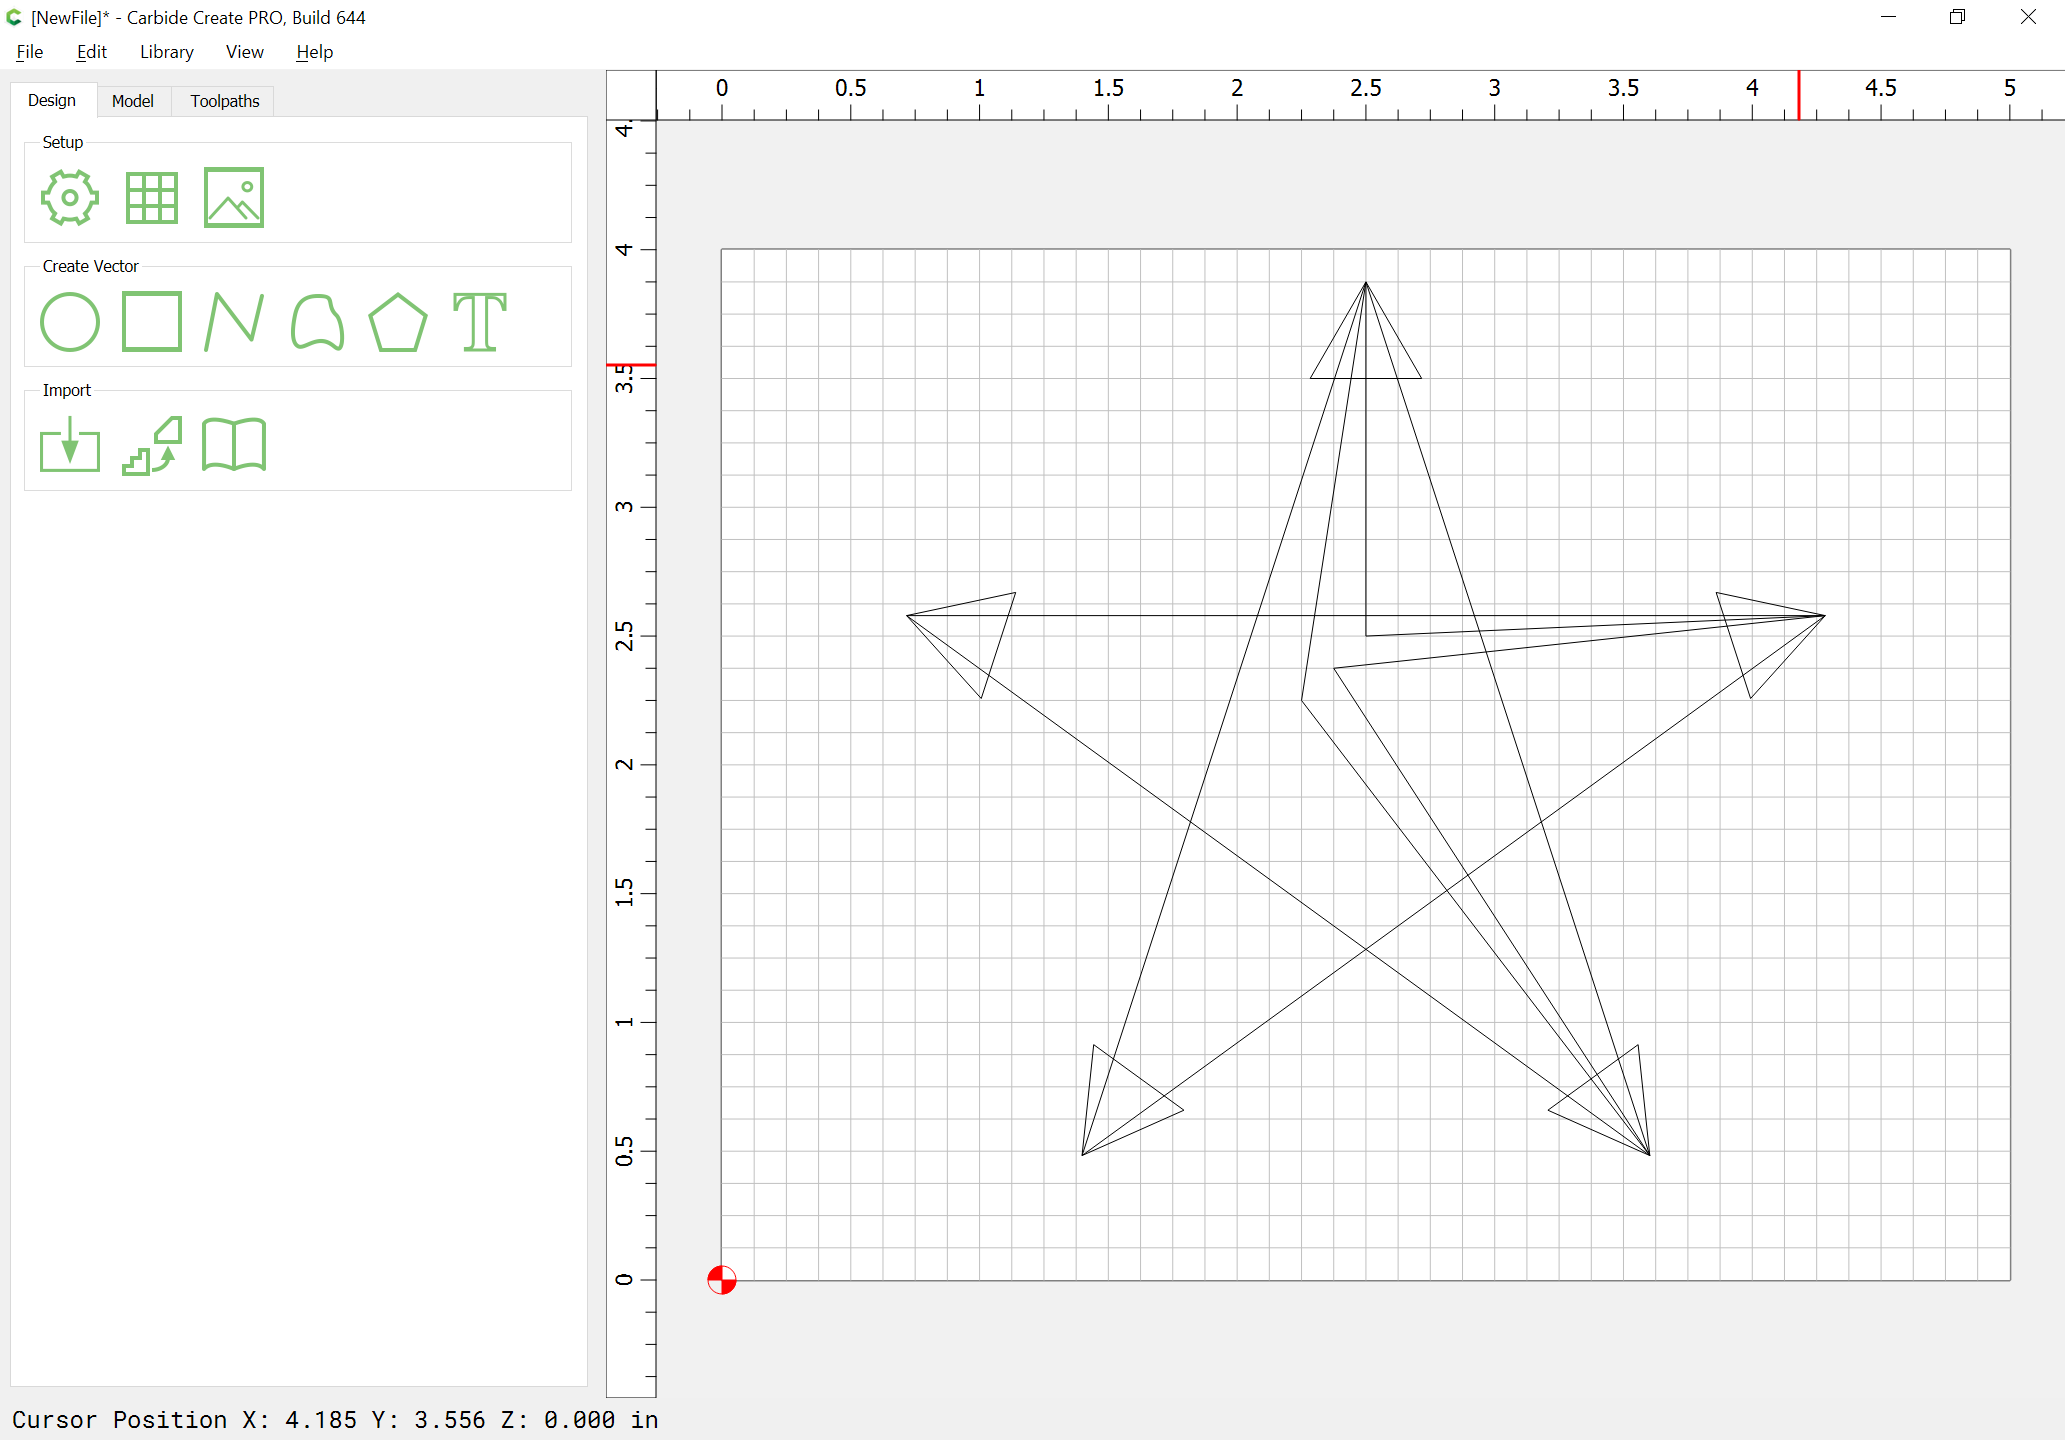 [NewFile]* - Carbide Create PRO, Build 644
File Edit Library View Help
Design Model Toolpaths
Setup
Create Vector
T
Import
0 0.5 1 1.5 2 2.5 3 3.5 4 4.5 5
4.
4
3.5
3
2.5
2
1.5
1
0.5
0
Cursor Position X: 4.185 Y: 3.556 Z: 0.000 in